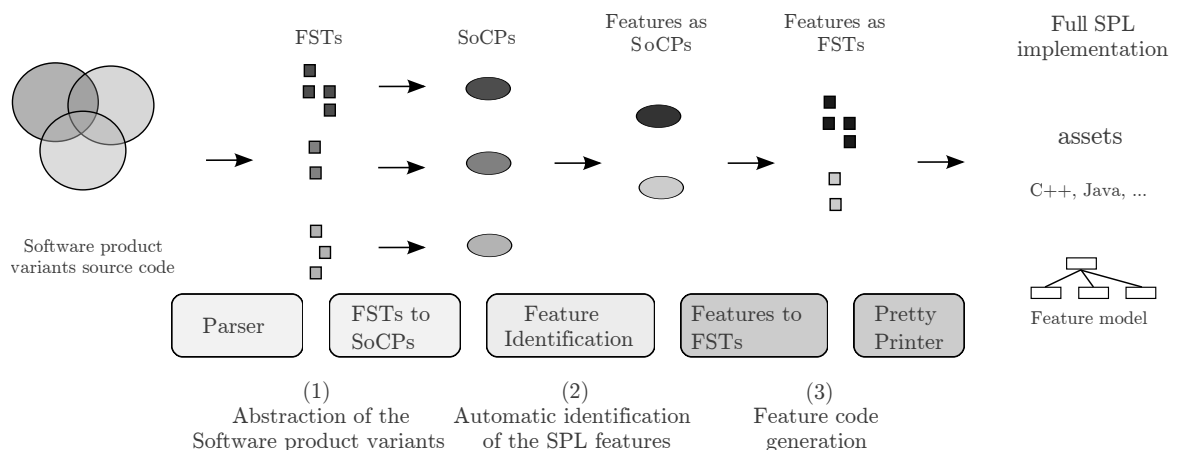 FSTs
SoCPs
Features as
SoCPs
Features as
FSTs
Full SPL
implementation
assets
C++, Java, ...
Software product
variants source code
Feature model
Parser
FSTs to
SoCPs
Feature
Identification
Features to
FSTs
Pretty
Printer
(1)
Abstraction of the
Software product variants
(2)
Automatic identification
of the SPL features
(3)
Feature code
generation